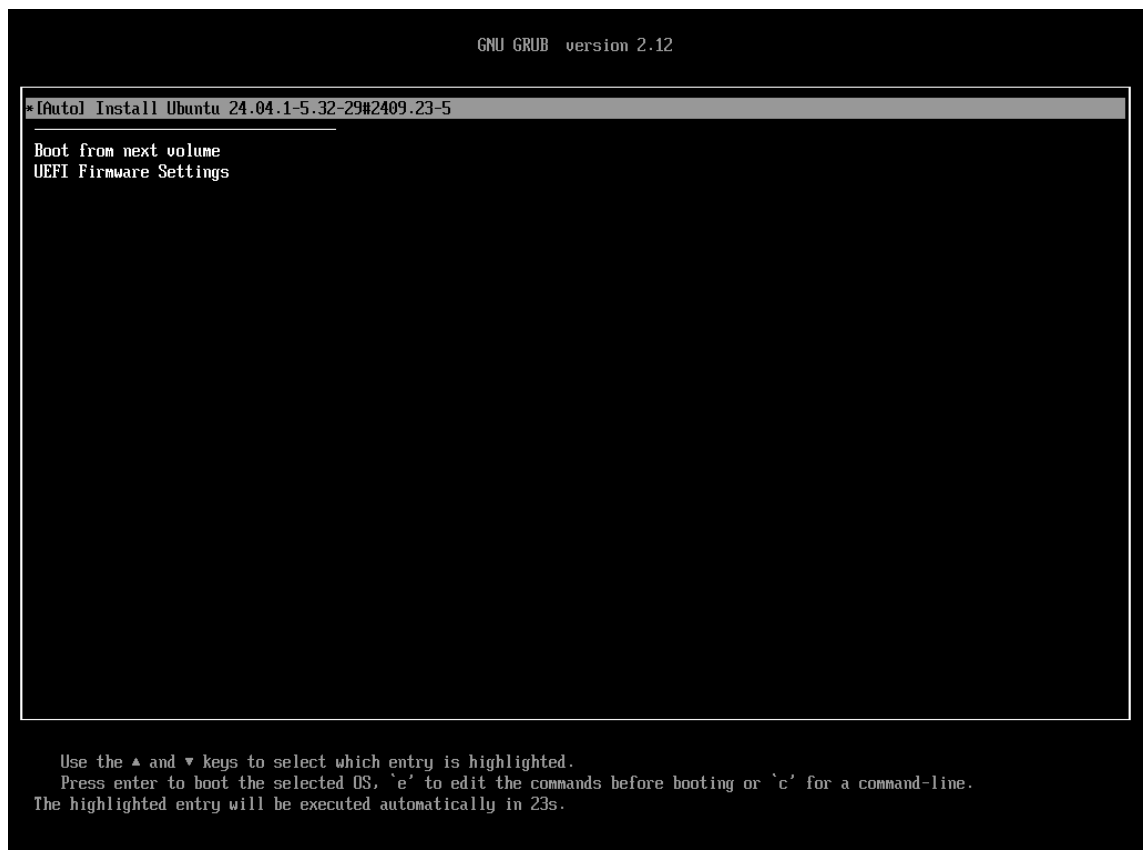 GNU GRUB version 2.12
*[Auto] Install Ubuntu 24.04.1-5.32-29#2409.23-5
Boot from next volume
UEFI Firmware Settings
Use the ▲ and ▼ keys to select which entry is highlighted.
Press enter to boot the selected OS, `e' to edit the commands before booting or `c' for a command-line.
The highlighted entry will be executed automatically in 23s.